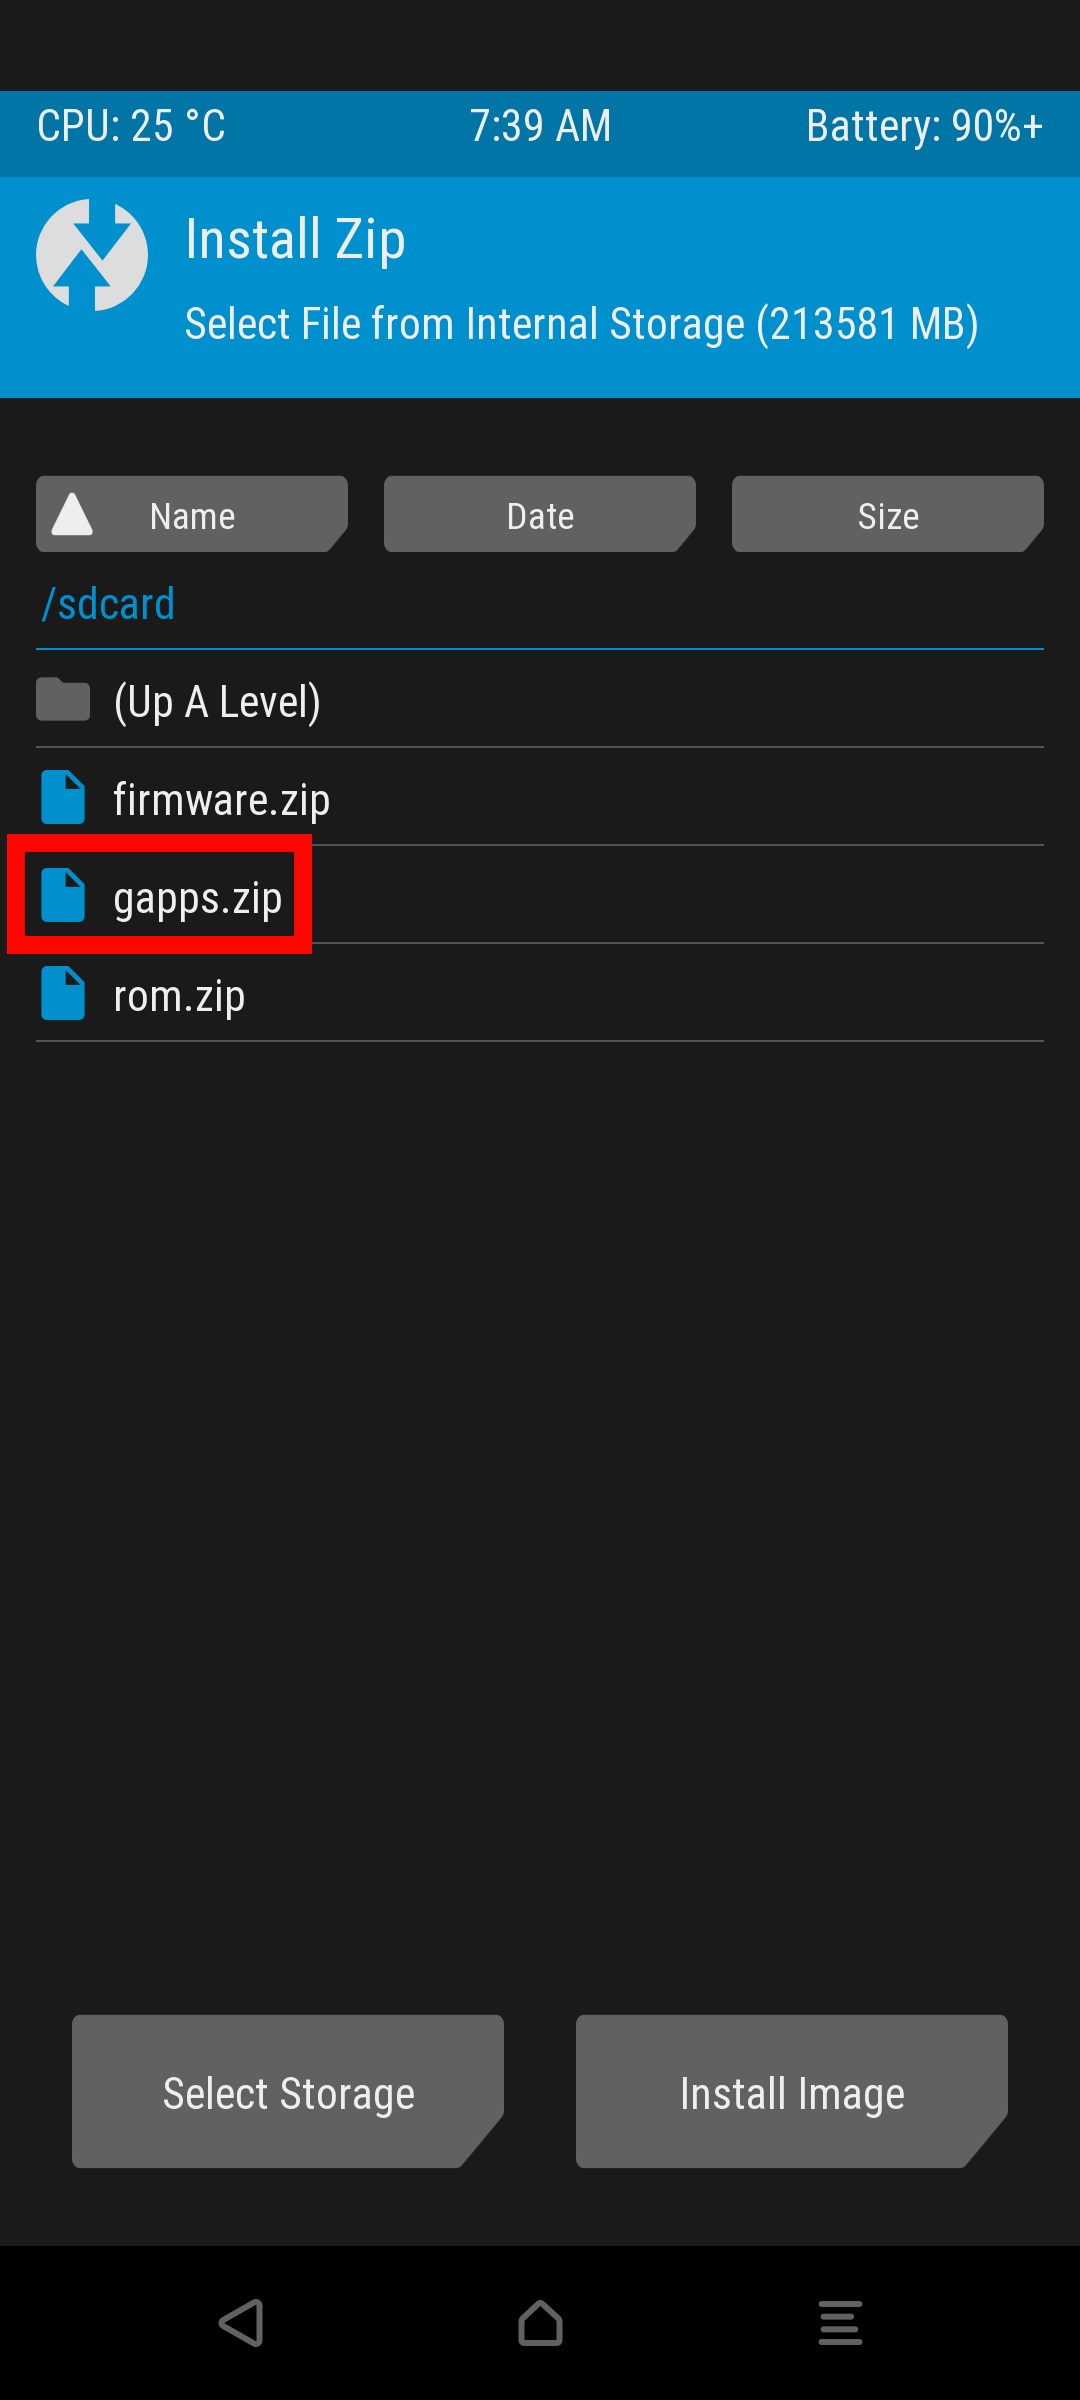 CPU: 25 °C 7:39 AM Battery: 90%+
Install Zip
Select File from Internal Storage (213581 MB)
Name Date Size
/sdcard
(Up A Level)
firmware.zip
gapps.zip
rom.zip
Select Storage Install Image